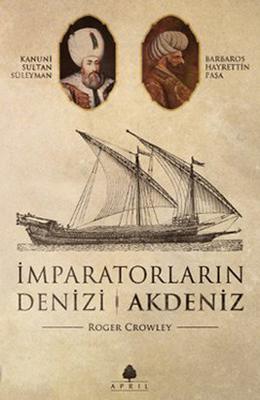 KANUNİ
SULTAN
SÜLEYMAN
BARBAROS
HAYRETTİN
PAŞA
İMPARATORLARIN
DENİZİ | AKDENİZ
ROGER CROWLEY
APRIL